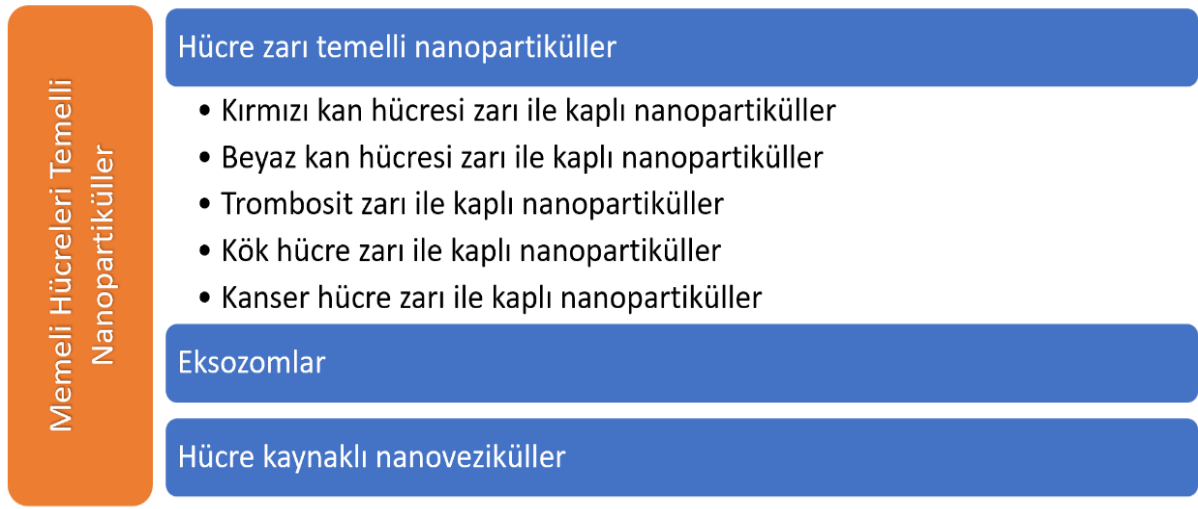 Memeli Hücreleri Temelli
Nanopartiküller
Hücre zarı temelli nanopartiküller
• Kırmızı kan hücresi zarı ile kaplı nanopartiküller
• Beyaz kan hücresi zarı ile kaplı nanopartiküller
• Trombosit zarı ile kaplı nanopartiküller
• Kök hücre zarı ile kaplı nanopartiküller
• Kanser hücre zarı ile kaplı nanopartiküller
Eksozomlar
Hücre kaynaklı nanoveziküller